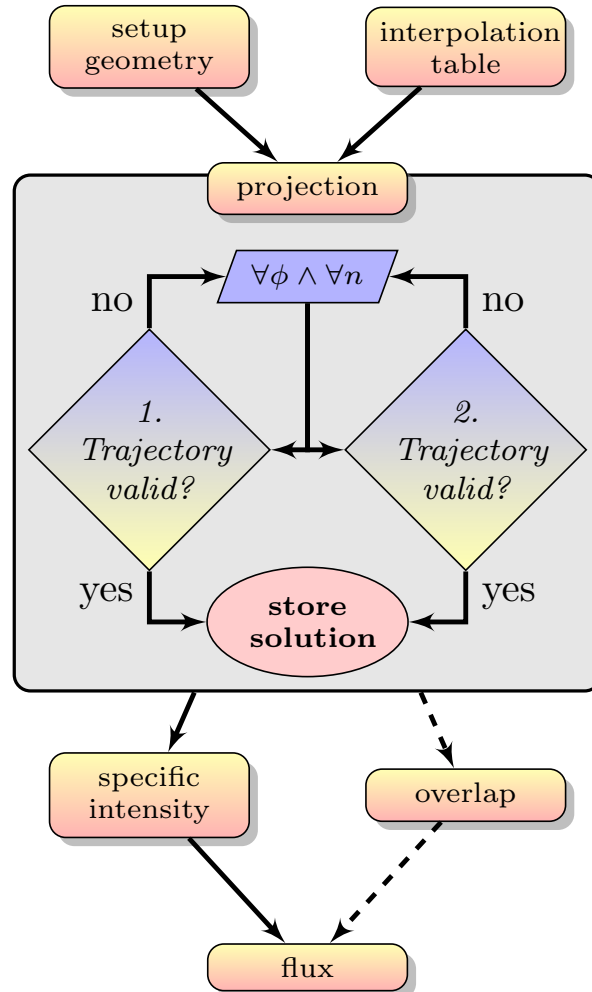 setup
geometry
interpolation
table
projection
∀ϕ ∧ ∀n
no
no
1.
Trajectory
valid?
2.
Trajectory
valid?
yes
yes
store
solution
specific
intensity
overlap
flux